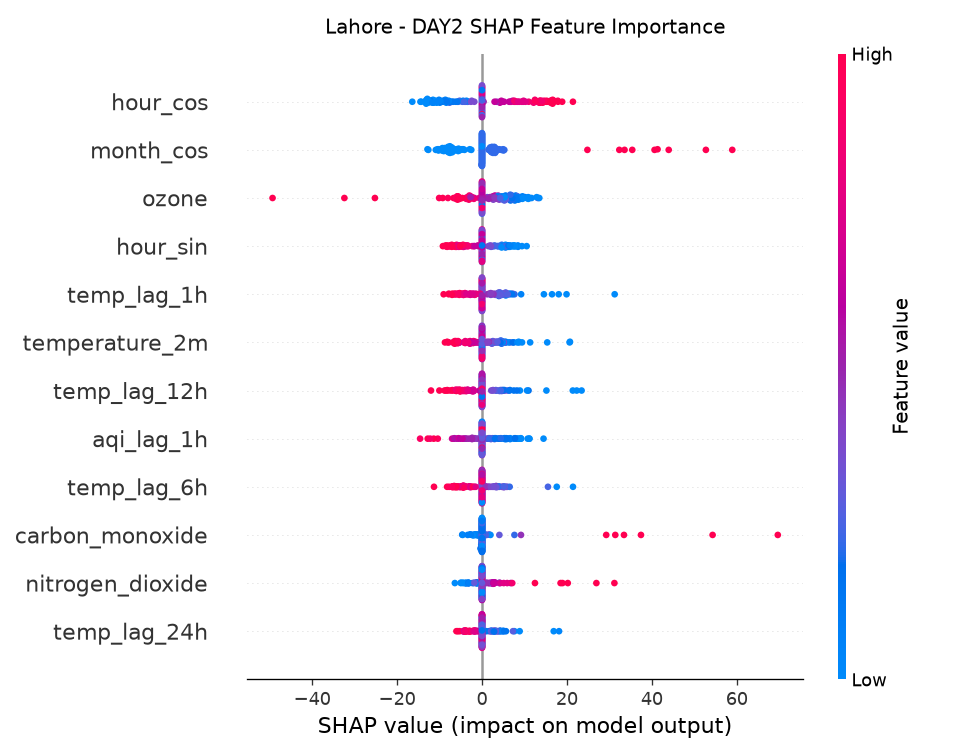 Lahore - DAY2 SHAP Feature Importance
High
hour_cos
month_cos
ozone
hour_sin
temp_lag_1h
temperature_2m
temp_lag_12h
aqi_lag_1h
temp_lag_6h
carbon_monoxide
nitrogen_dioxide
temp_lag_24h
Feature value
Low
−40 −20 0 20 40 60
SHAP value (impact on model output)